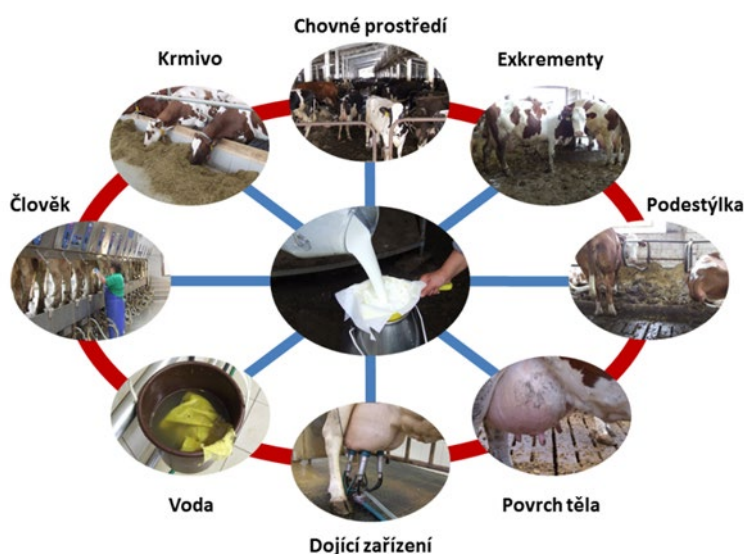 Chovné prostředí
Krmivo
Exkrementy
Člověk
Podestýlka
Voda
Povrch těla
Dojící zařízení